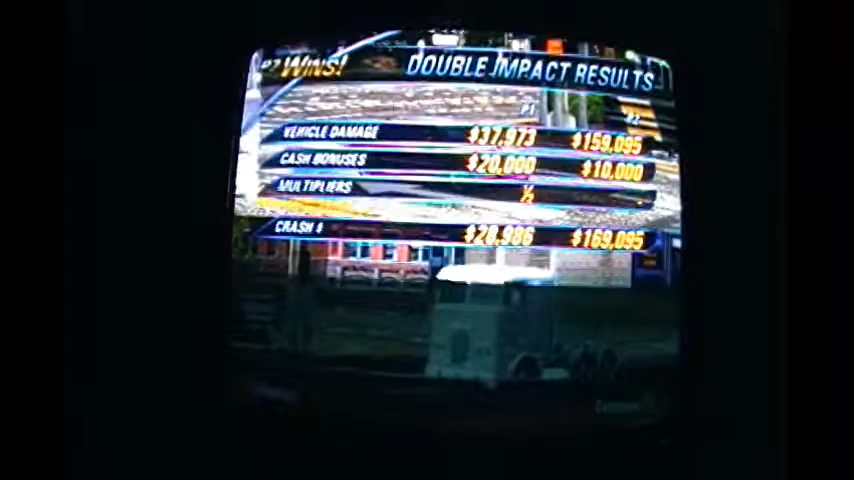 P2 WINS!
DOUBLE IMPACT RESULTS
P1 P2
VEHICLE DAMAGE $37,973 $159,095
CASH BONUSES $20,000 $10,000
MULTIPLIERS ½
CRASH $ $28,986 $169,095